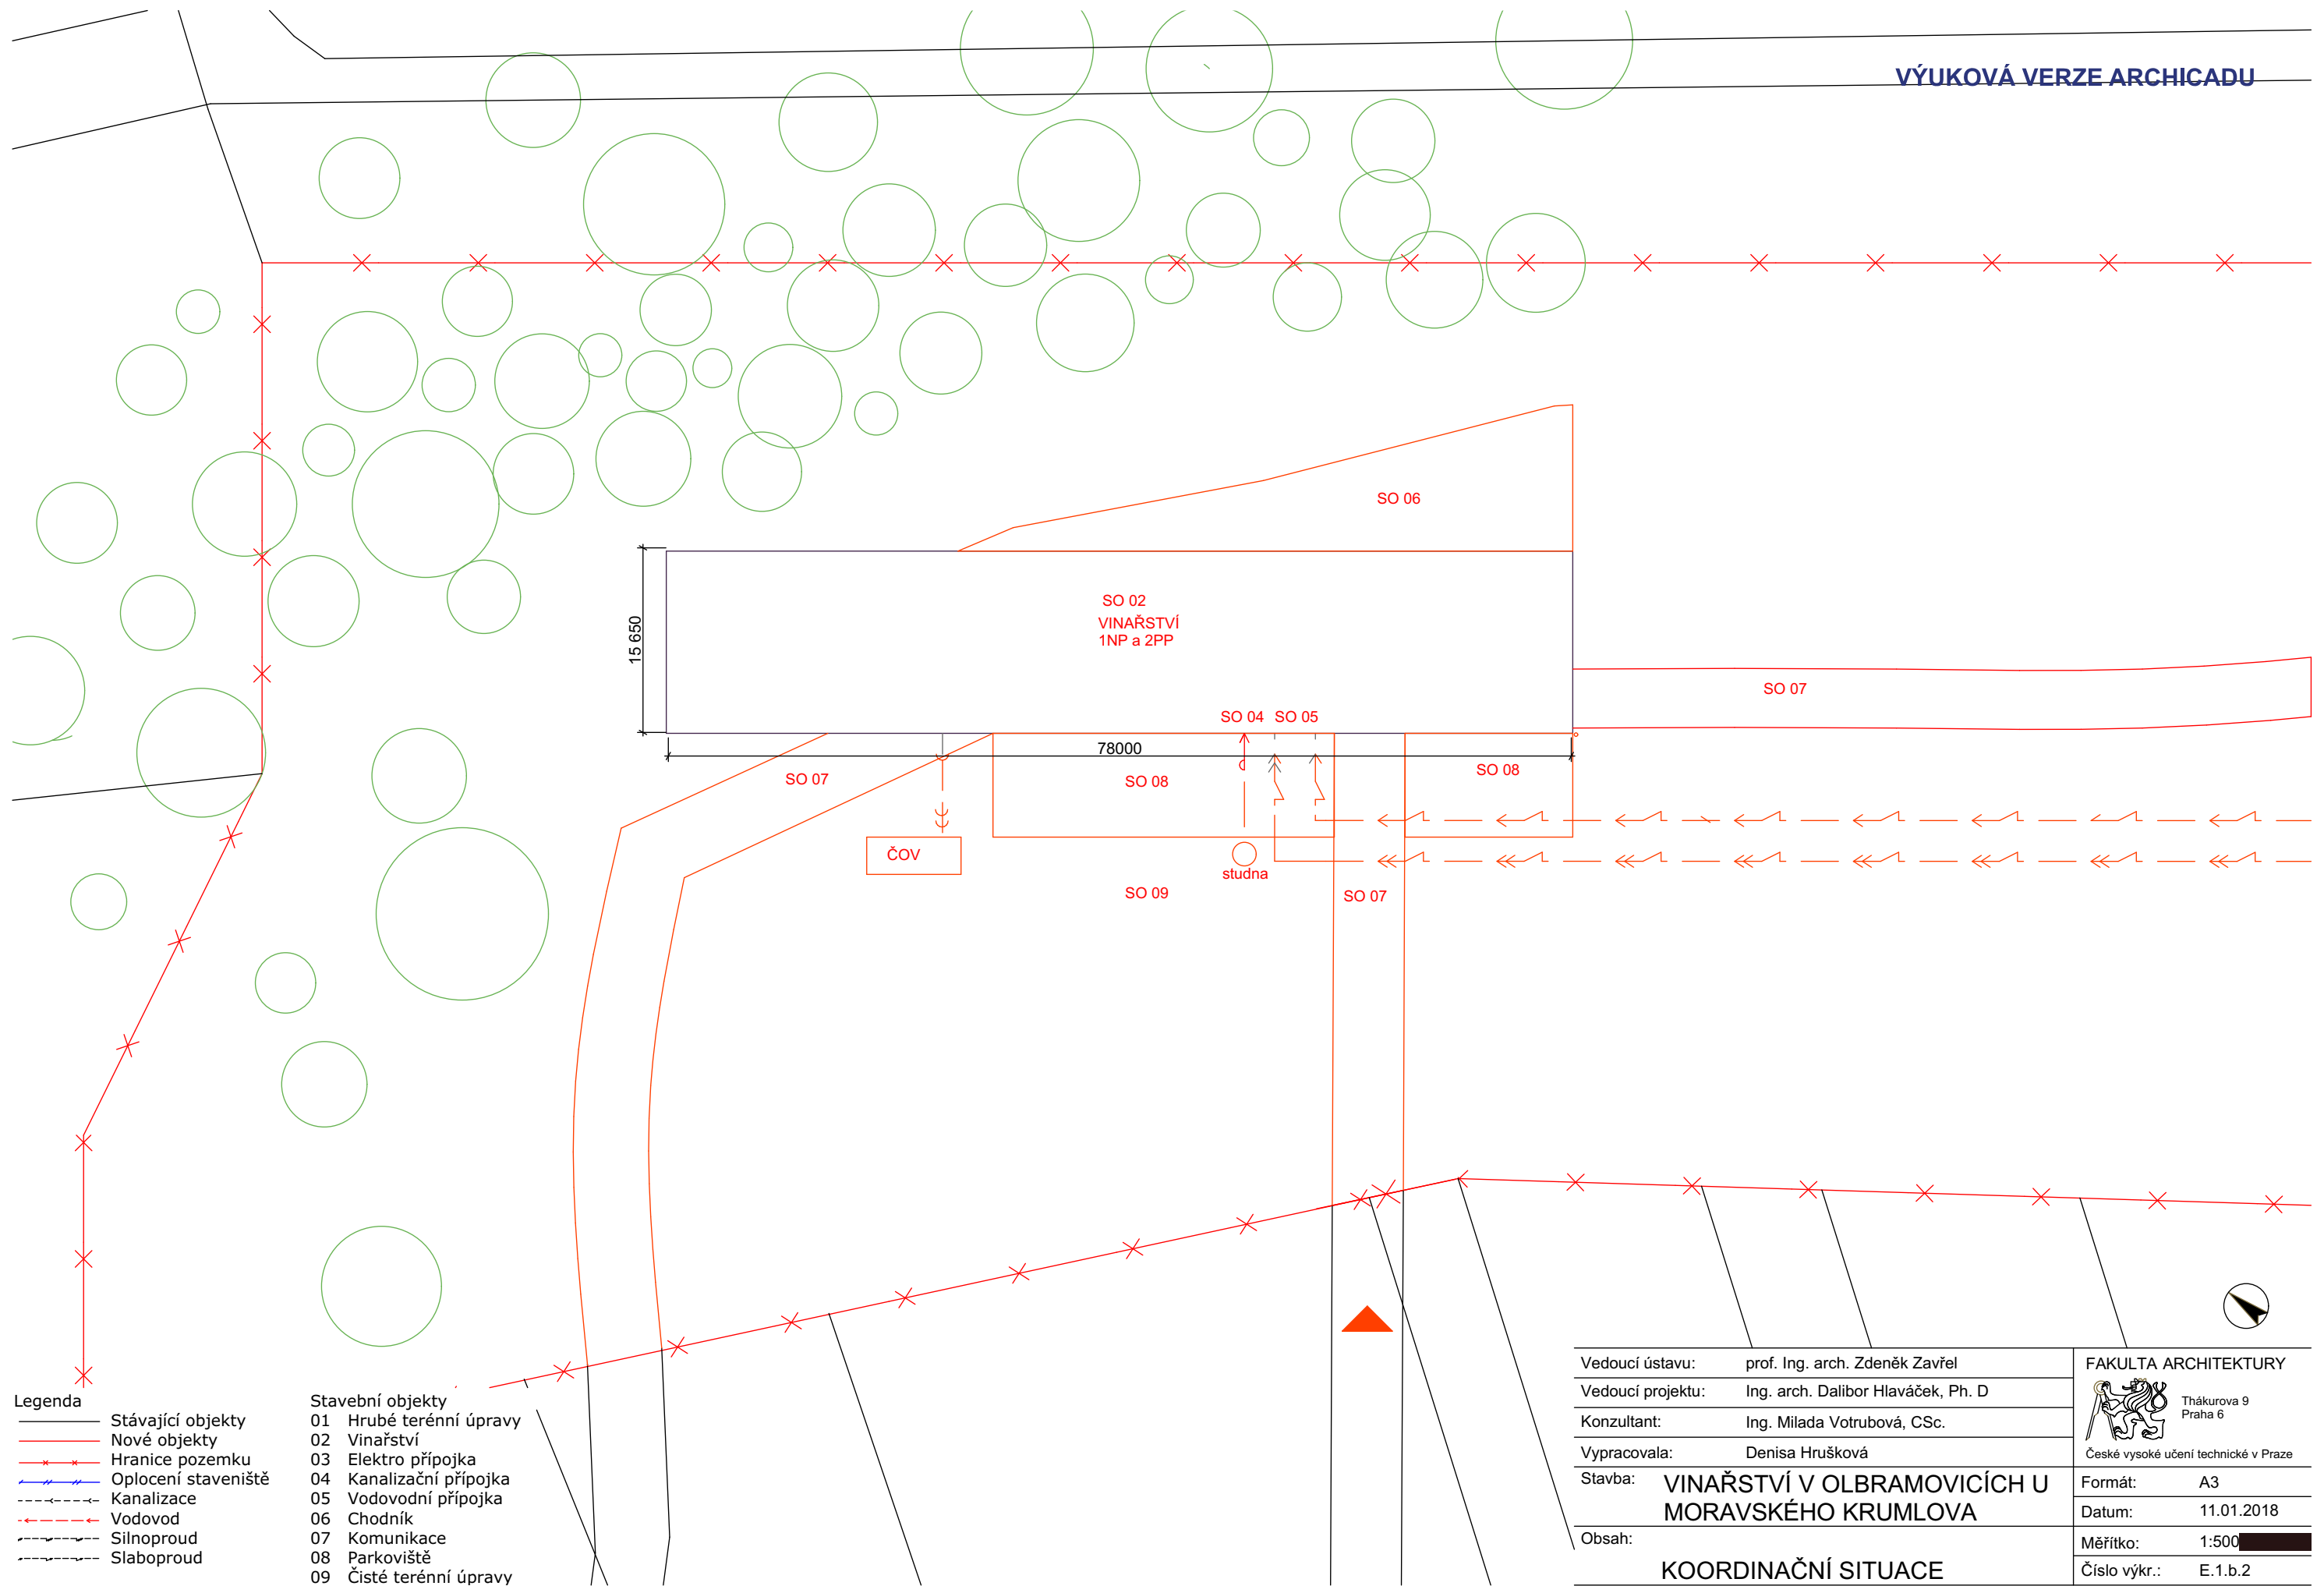 VÝUKOVÁ VERZE ARCHICADU
SO 06
SO 02
VINAŘSTVÍ
1NP a 2PP
15 650
SO 07
SO 04 SO 05
78000
SO 07
SO 08
SO 08
ČOV
studna
SO 09
SO 07
Legenda
Stávající objekty
Nové objekty
Hranice pozemku
Oplocení staveniště
Kanalizace
Vodovod
Silnoproud
Slaboproud
Stavební objekty
01 Hrubé terénní úpravy
02 Vinařství
03 Elektro přípojka
04 Kanalizační přípojka
05 Vodovodní přípojka
06 Chodník
07 Komunikace
08 Parkoviště
09 Čisté terénní úpravy
Vedoucí ústavu: prof. Ing. arch. Zdeněk Zavřel
Vedoucí projektu: Ing. arch. Dalibor Hlaváček, Ph. D
Konzultant: Ing. Milada Votrubová, CSc.
Vypracovala: Denisa Hrušková
Stavba: VINAŘSTVÍ V OLBRAMOVICÍCH U
MORAVSKÉHO KRUMLOVA
Obsah:
KOORDINAČNÍ SITUACE
FAKULTA ARCHITEKTURY
Thákurova 9
Praha 6
České vysoké učení technické v Praze
Formát: A3
Datum: 11.01.2018
Měřítko: 1:500
Číslo výkr.: E.1.b.2